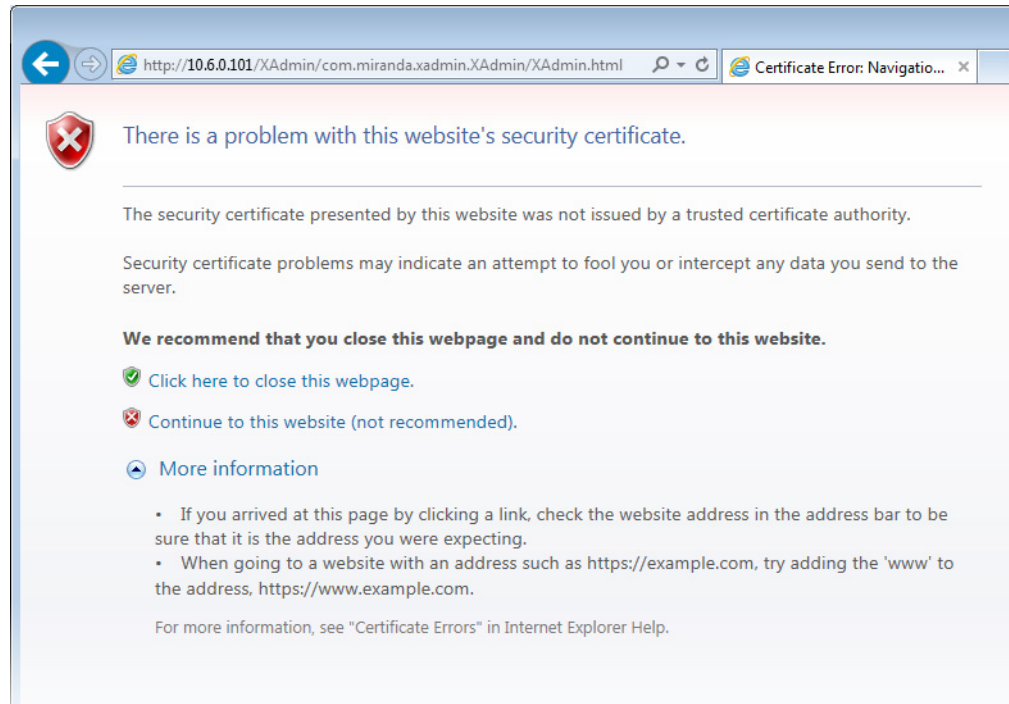 http://10.6.0.101/XAdmin/com.miranda.xadmin.XAdmin/XAdmin.html
Certificate Error: Navigatio...
There is a problem with this website's security certificate.
The security certificate presented by this website was not issued by a trusted certificate authority.
Security certificate problems may indicate an attempt to fool you or intercept any data you send to the
server.
We recommend that you close this webpage and do not continue to this website.
Click here to close this webpage.
Continue to this website (not recommended).
More information
• If you arrived at this page by clicking a link, check the website address in the address bar to be
sure that it is the address you were expecting.
• When going to a website with an address such as https://example.com, try adding the 'www' to
the address, https://www.example.com.
For more information, see "Certificate Errors" in Internet Explorer Help.